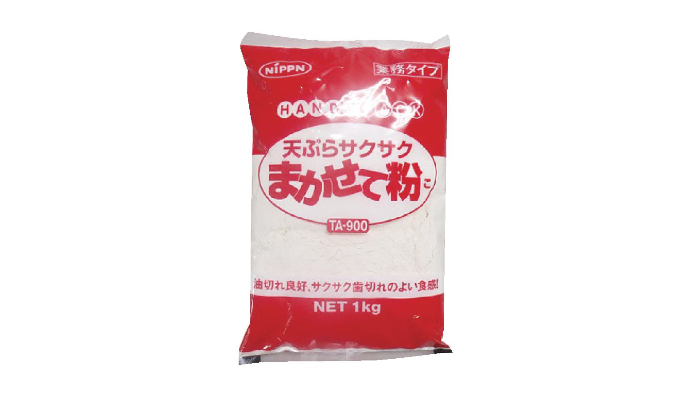 NIPPN
業務タイプ
天ぷらサクサク
まかせて粉
こ
TA-900
油切れ良好、サクサク歯切れのよい食感!
NET 1kg